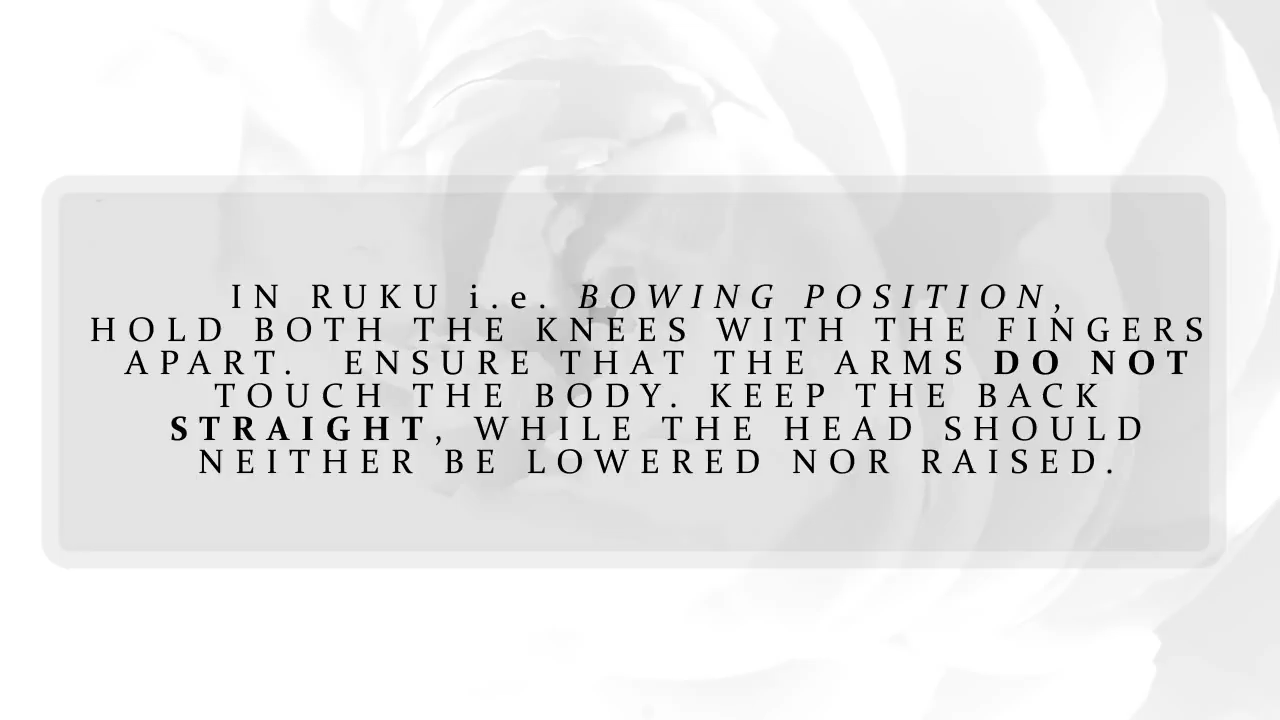 IN RUKU i.e. BOWING POSITION,
HOLD BOTH THE KNEES WITH THE FINGERS
APART. ENSURE THAT THE ARMS DO NOT
TOUCH THE BODY. KEEP THE BACK
STRAIGHT, WHILE THE HEAD SHOULD
NEITHER BE LOWERED NOR RAISED.